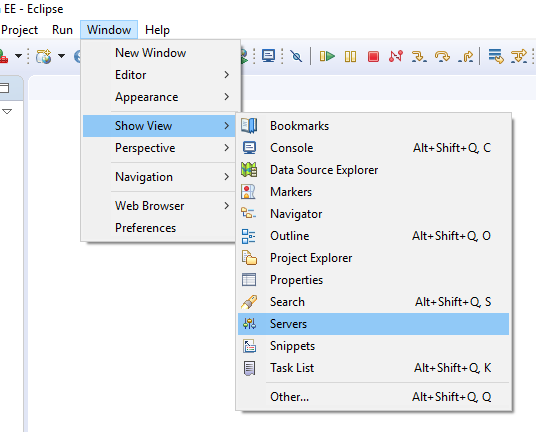 EE - Eclipse
Project Run Window Help
New Window
Editor
Appearance
Show View
Perspective
Navigation
Web Browser
Preferences
Bookmarks
Console Alt+Shift+Q, C
Data Source Explorer
Markers
Navigator
Outline Alt+Shift+Q, O
Project Explorer
Properties
Search Alt+Shift+Q, S
Servers
Snippets
Task List Alt+Shift+Q, K
Other... Alt+Shift+Q, Q